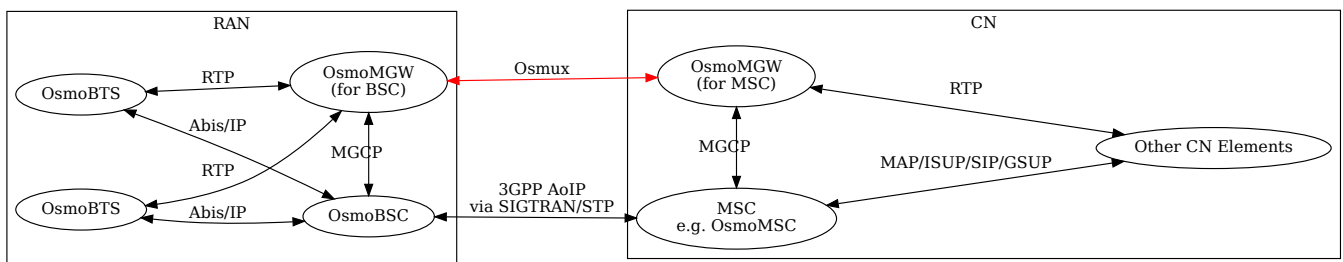 RAN
CN
OsmoBTS
RTP
OsmoMGW
(for BSC)
Osmux
OsmoMGW
(for MSC)
RTP
Abis/IP
MGCP
MGCP
Other CN Elements
RTP
MAP/ISUP/SIP/GSUP
OsmoBTS
Abis/IP
OsmoBSC
3GPP AoIP
via SIGTRAN/STP
MSC
e.g. OsmoMSC